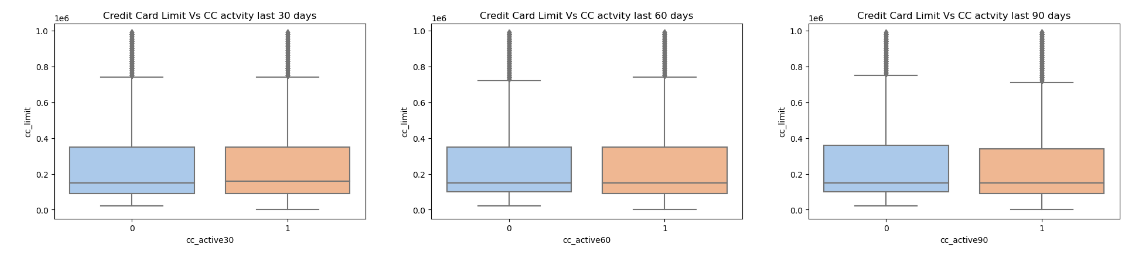 Credit Card Limit Vs CC actvity last 30 days
1e6
1.0
0.8
0.6
0.4
0.2
0.0
cc_limit
0 1
cc_active30
Credit Card Limit Vs CC actvity last 60 days
1e6
1.0
0.8
0.6
0.4
0.2
0.0
cc_limit
0 1
cc_active60
Credit Card Limit Vs CC actvity last 90 days
1e6
1.0
0.8
0.6
0.4
0.2
0.0
cc_limit
0 1
cc_active90